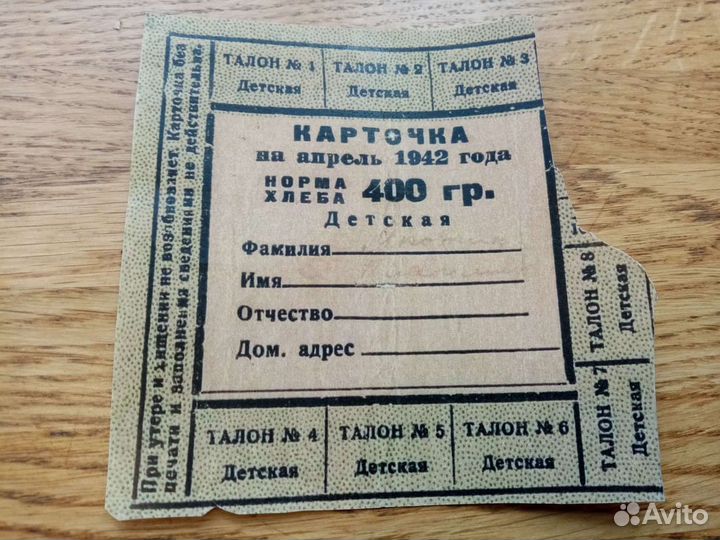 При утере и хищении не возобновляет. Карточка без
печати и заполнения сведениями не действительна.
ТАЛОН № 1
Детская
ТАЛОН № 2
Детская
ТАЛОН № 3
Детская
КАРТОЧКА
на апрель 1942 года
НОРМА
ХЛЕБА 400 гр.
Детская
Фамилия
Имя
Отчество
Дом. адрес
ТАЛОН № 8
Детская
ТАЛОН № 7
Детская
ТАЛОН № 4
Детская
ТАЛОН № 5
Детская
ТАЛОН № 6
Детская
Avito